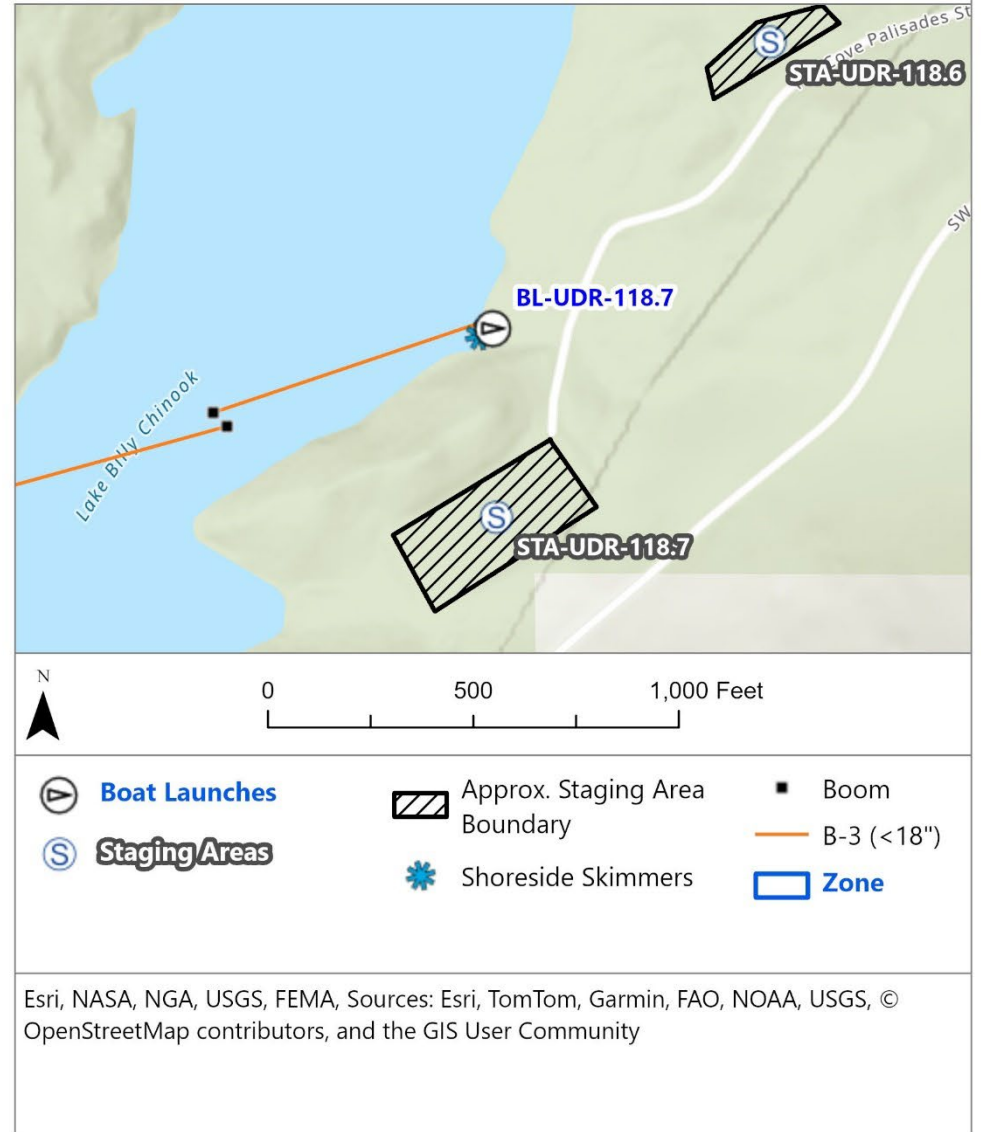 Cove Palisades St
STA-UDR-118.6
SW
BL-UDR-118.7
Lake Billy Chinook
S
S
STA-UDR-118.7
N
0 500 1,000 Feet
Boat Launches
S Staging Areas
Approx. Staging Area
Boundary
Shoreside Skimmers
Boom
B-3 (<18")
Zone
Esri, NASA, NGA, USGS, FEMA, Sources: Esri, TomTom, Garmin, FAO, NOAA, USGS, ©
OpenStreetMap contributors, and the GIS User Community